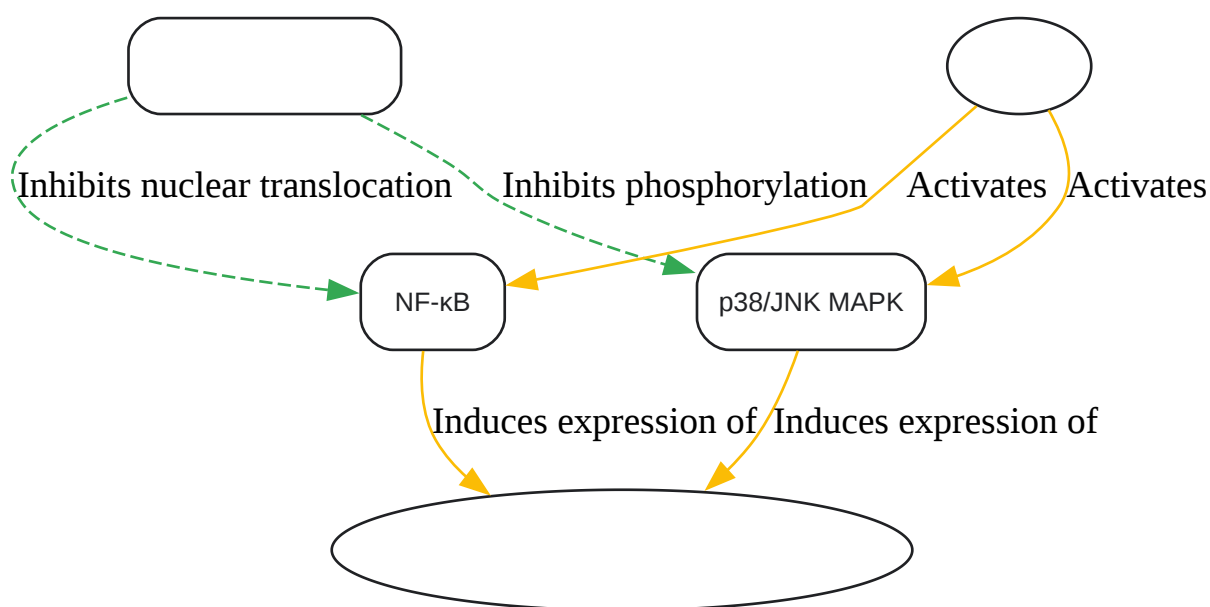 Inhibits nuclear translocation
Inhibits phosphorylation
Activates
Activates
NF-κB
p38/JNK MAPK
Induces expression of
Induces expression of